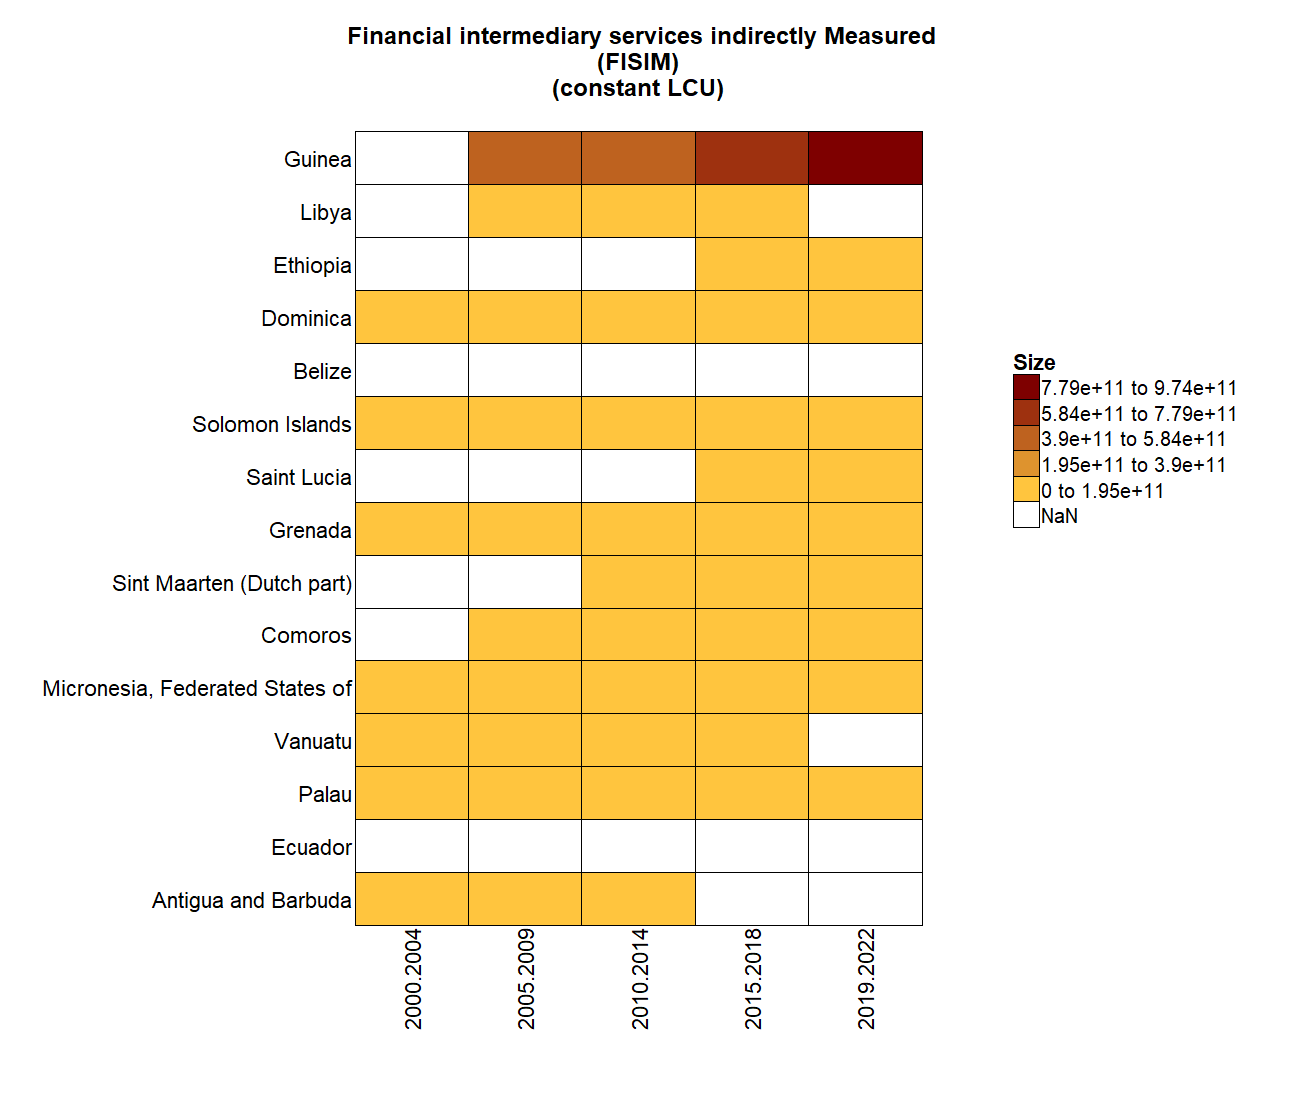 Financial intermediary services indirectly Measured
(FISIM)
(constant LCU)
Guinea
Libya
Ethiopia
Dominica
Belize
Solomon Islands
Saint Lucia
Grenada
Sint Maarten (Dutch part)
Comoros
Micronesia, Federated States of
Vanuatu
Palau
Ecuador
Antigua and Barbuda
2000.2004
2005.2009
2010.2014
2015.2018
2019.2022
Size
7.79e+11 to 9.74e+11
5.84e+11 to 7.79e+11
3.9e+11 to 5.84e+11
1.95e+11 to 3.9e+11
0 to 1.95e+11
NaN